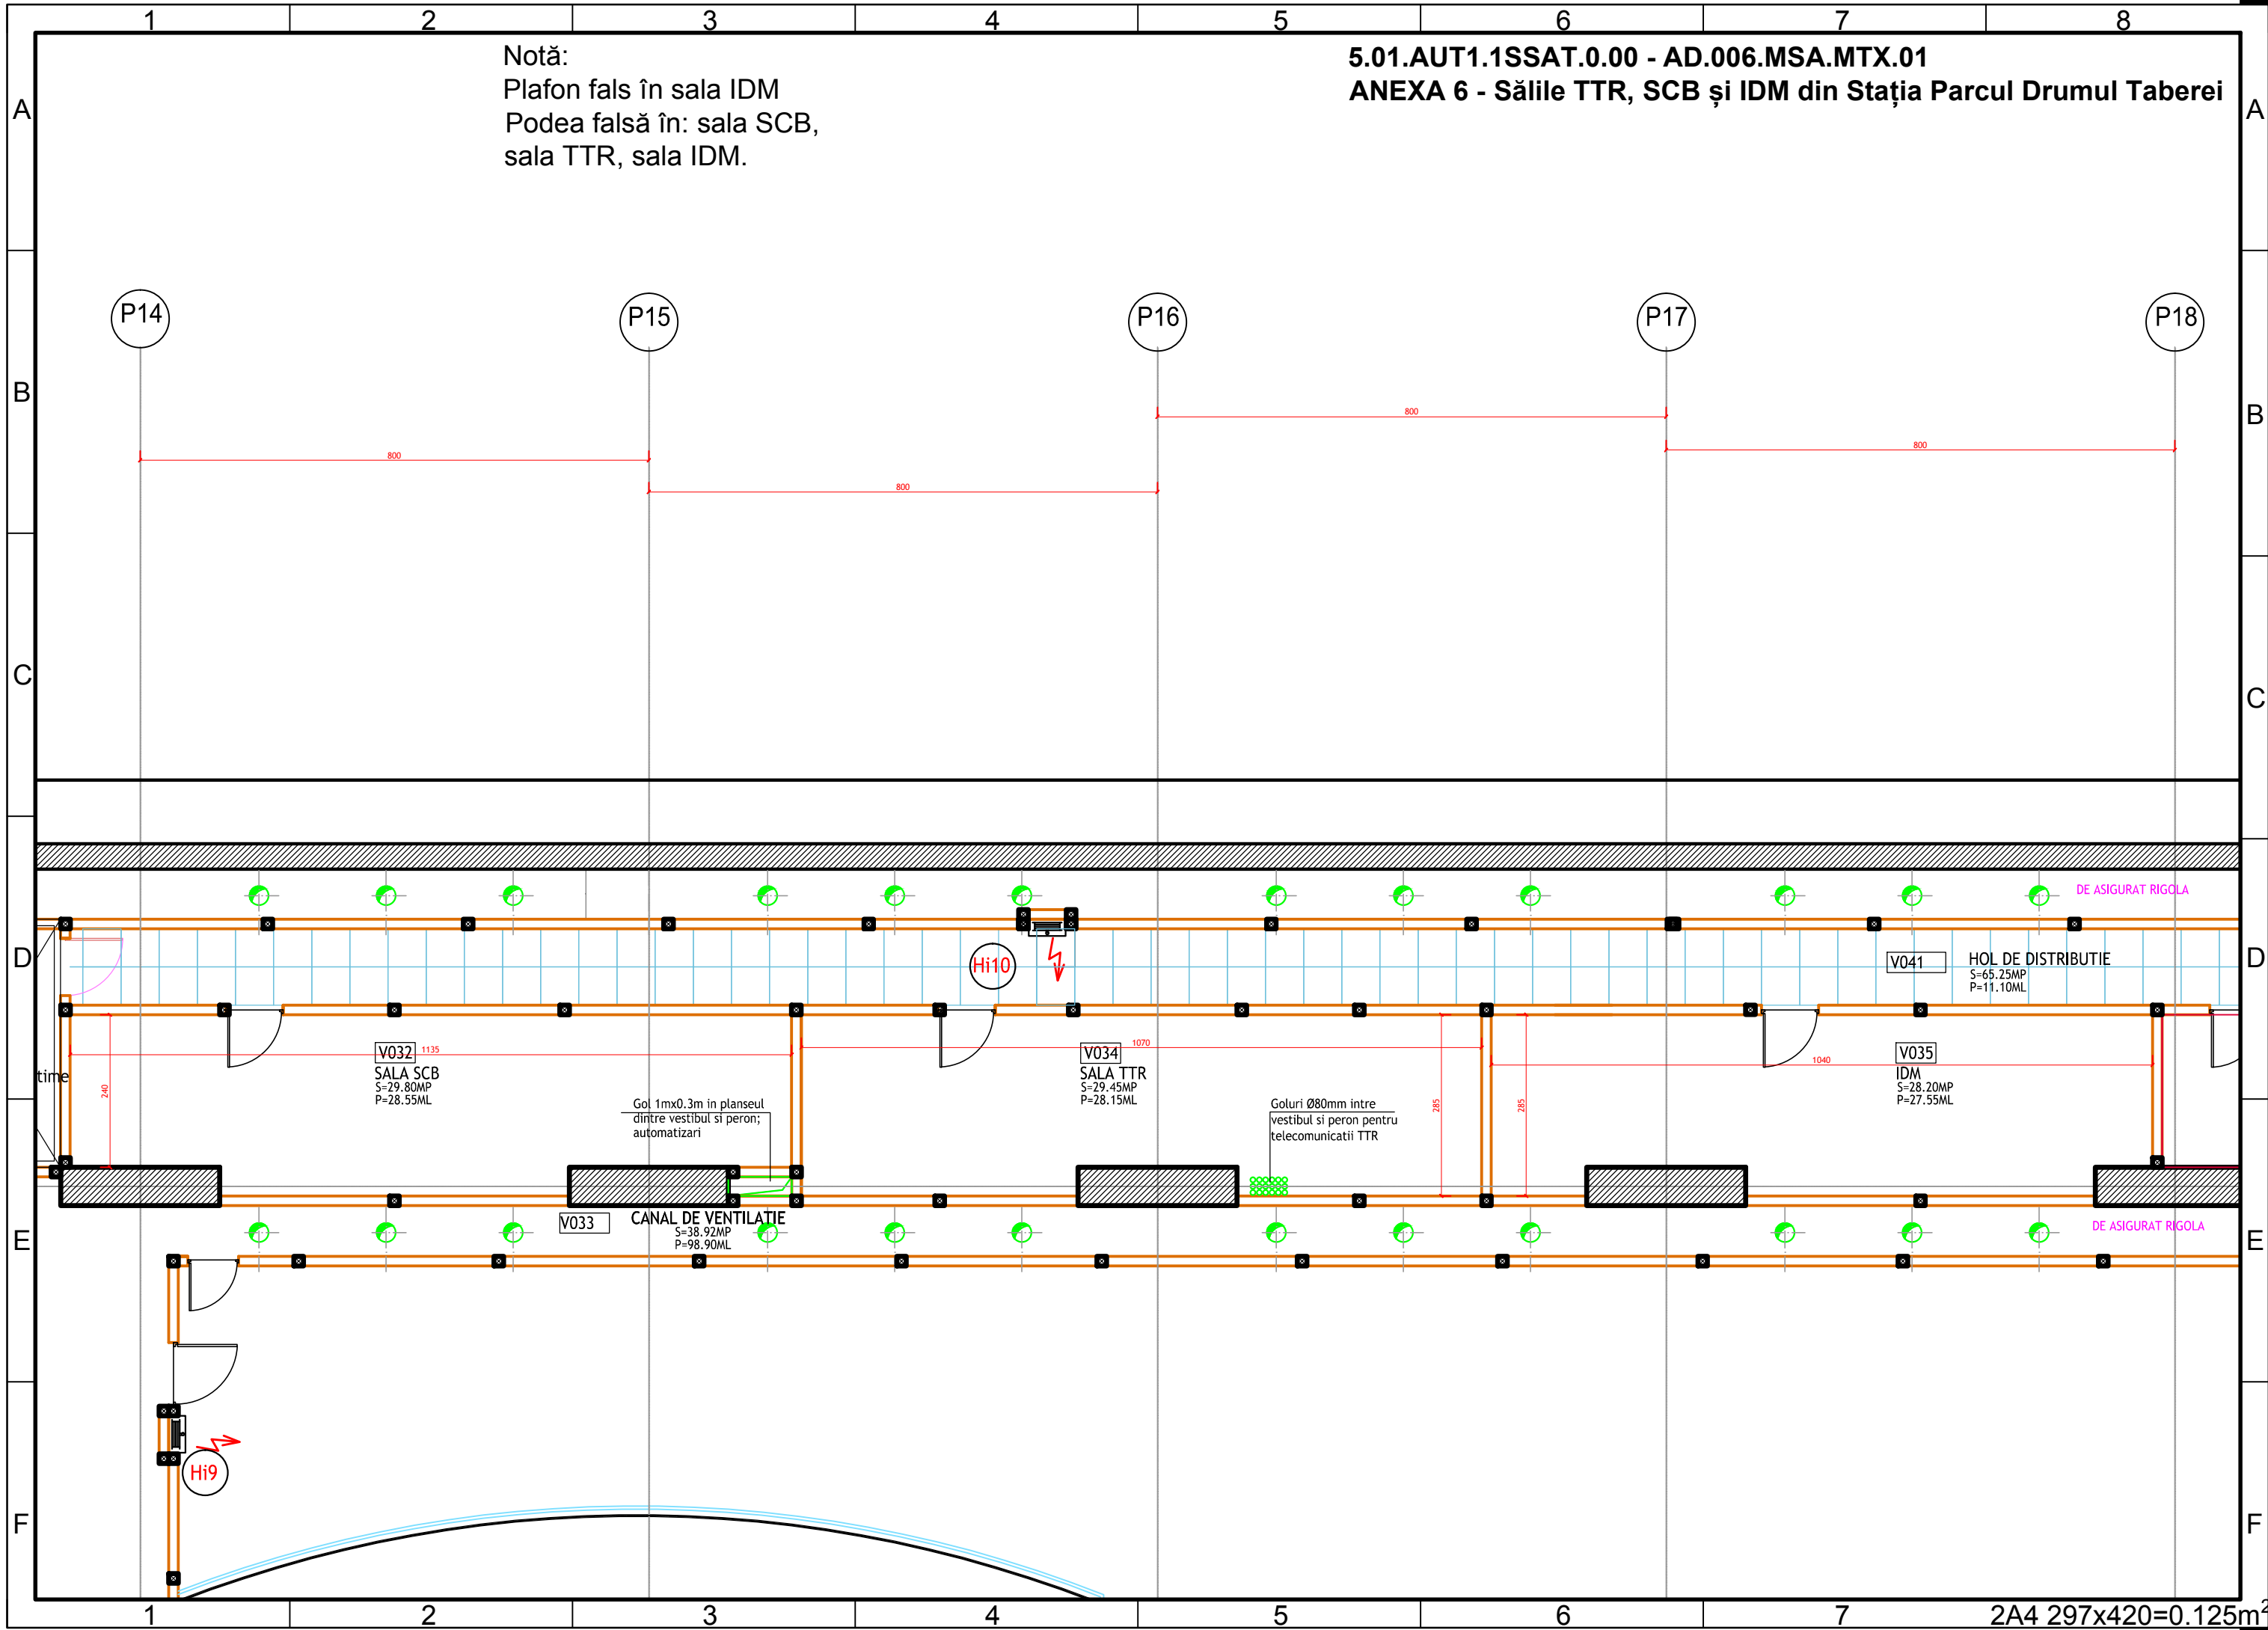 1 2 3 4 5 6 7 8
Notă:
Plafon fals în sala IDM
Podea falsă în: sala SCB,
sala TTR, sala IDM.
5.01.AUT1.1SSAT.0.00 - AD.006.MSA.MTX.01
ANEXA 6 - Sălile TTR, SCB și IDM din Stația Parcul Drumul Taberei
A A
P14 P15 P16 P17 P18
B B
800
800
800
800
C C
DE ASIGURAT RIGOLA
D D
Hi10
V041 HOL DE DISTRIBUTIE
S=65.25MP
P=11.10ML
time
240
V032 1135
SALA SCB
S=29.80MP
P=28.55ML
Gol 1mx0.3m in planseul
dintre vestibul si peron;
automatizari
V034 1070
SALA TTR
S=29.45MP
P=28.15ML
Goluri Ø80mm intre
vestibul si peron pentru
telecomunicatii TTR
285
285
V035
1040
IDM
S=28.20MP
P=27.55ML
V033 CANAL DE VENTILATIE
S=38.92MP
P=98.90ML
DE ASIGURAT RIGOLA
E E
Hi9
F F
1 2 3 4 5 6 7
2A4 297x420=0.125m²